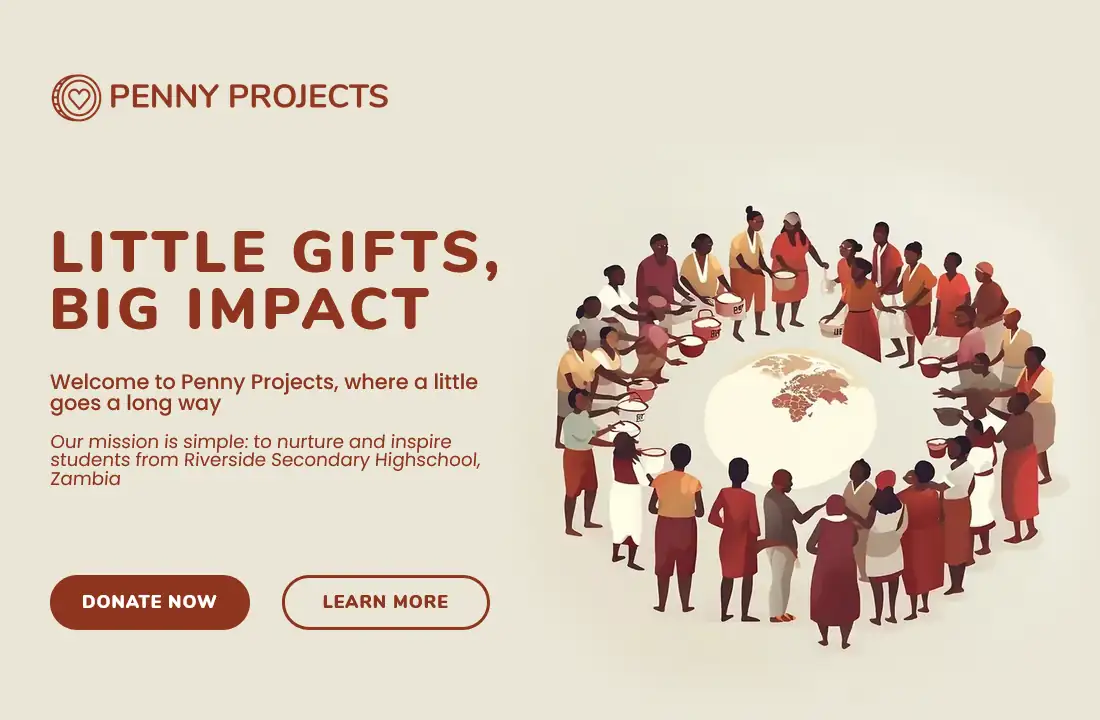 PENNY PROJECTS
LITTLE GIFTS,
BIG IMPACT
Welcome to Penny Projects, where a little
goes a long way
Our mission is simple: to nurture and inspire
students from Riverside Secondary Highschool,
Zambia
DONATE NOW
LEARN MORE